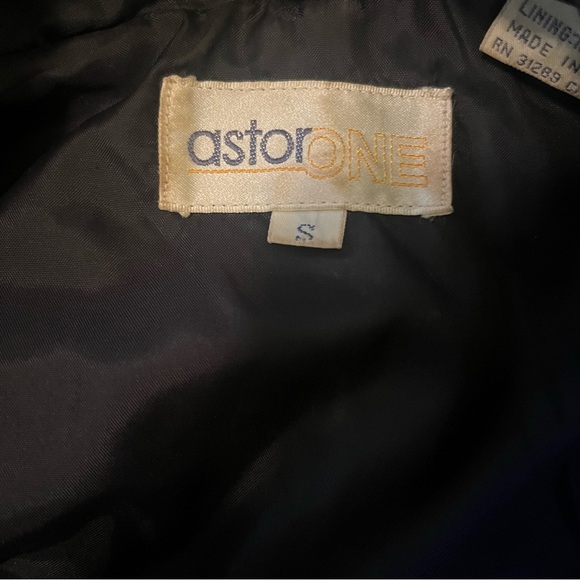 astorONE
S
LINING:
MADE IN
RN 31289